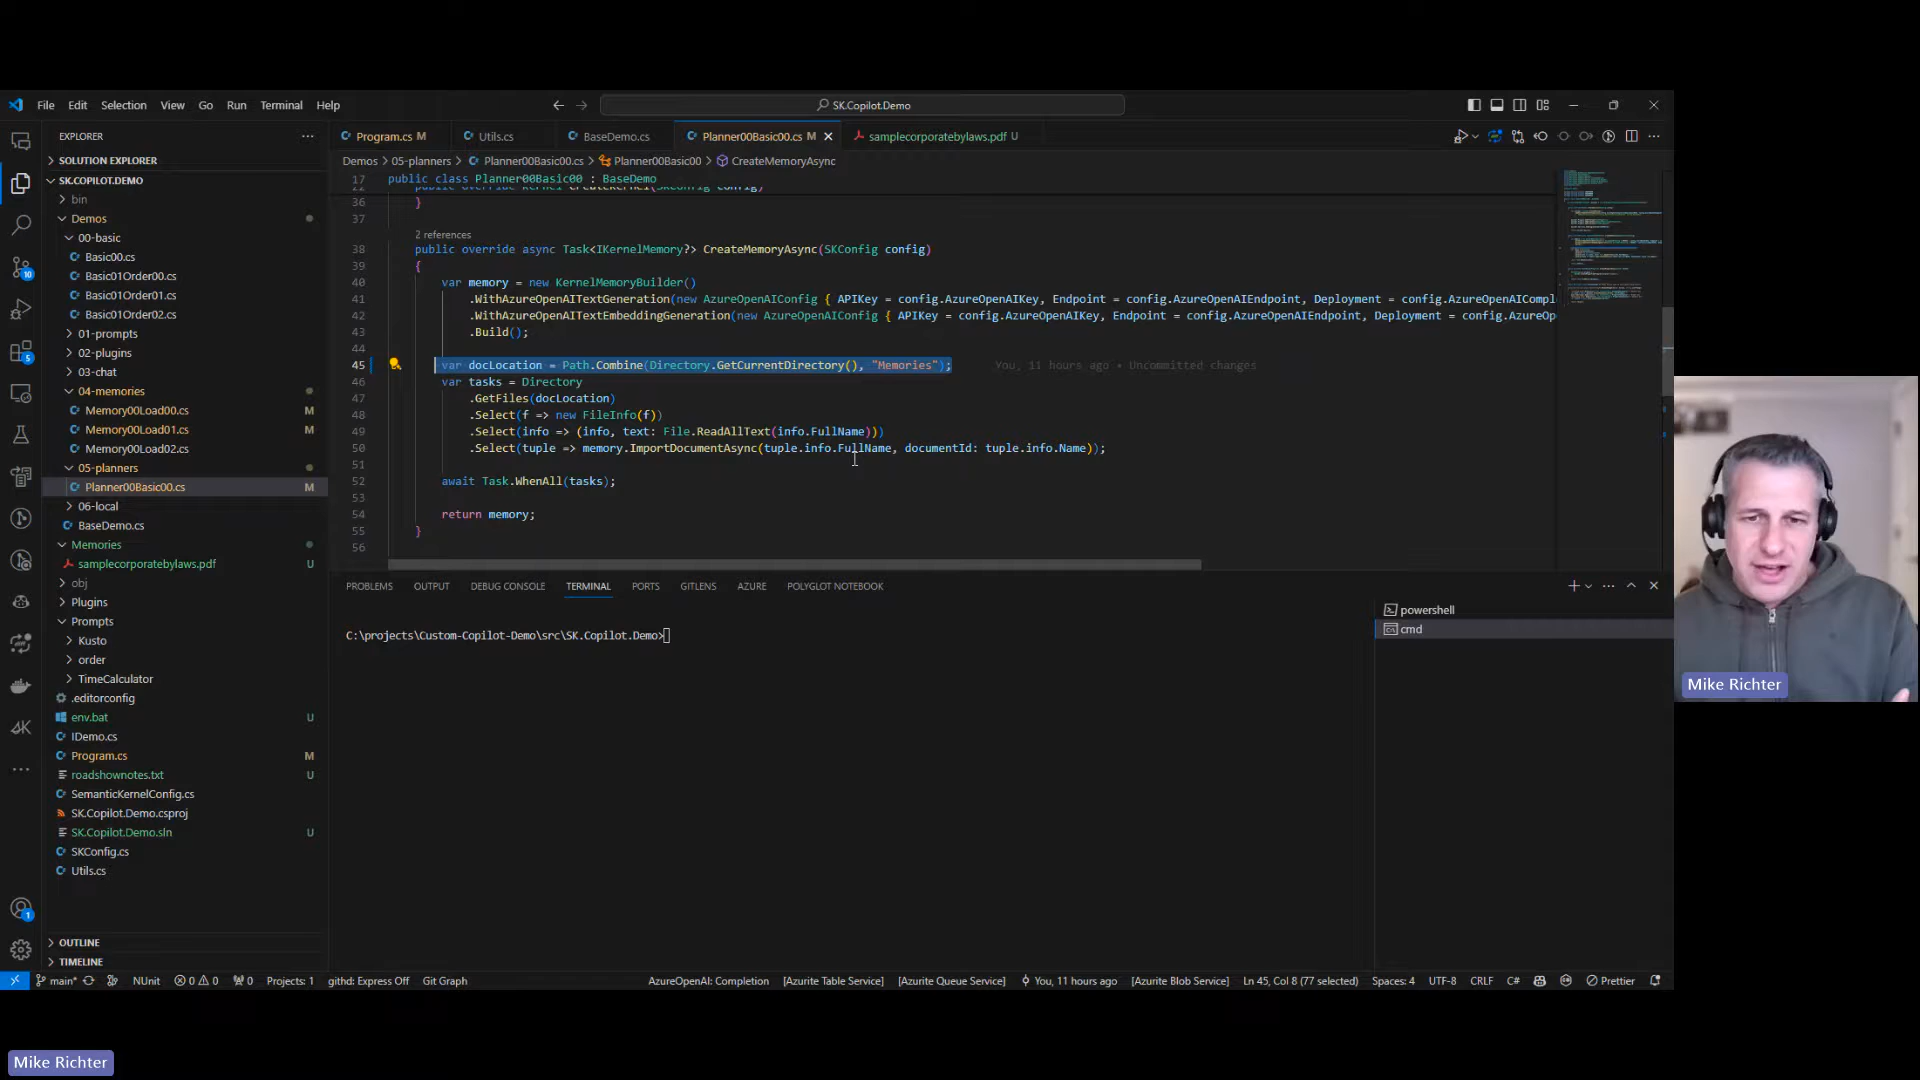 File Edit Selection View Go Run Terminal Help
SK.Copilot.Demo
EXPLORER
SOLUTION EXPLORER
SK.COPILOT.DEMO
bin
Demos
00-basic
Basic00.cs
Basic01Order00.cs
Basic01Order01.cs
Basic01Order02.cs
01-prompts
02-plugins
03-chat
04-memories
Memory00Load00.cs
Memory00Load01.cs M
Memory00Load02.cs
05-planners
Planner00Basic00.cs M
06-local
BaseDemo.cs
Memories
samplecorporatebylaws.pdf U
obj
Plugins
Prompts
Kusto
order
TimeCalculator
.editorconfig
env.bat U
IDemo.cs
Program.cs M
roadshownotes.txt U
SemanticKernelConfig.cs
SK.Copilot.Demo.csproj
SK.Copilot.Demo.sln U
SKConfig.cs
Utils.cs
OUTLINE
TIMELINE
10
5
1
Program.cs M Utils.cs BaseDemo.cs Planner00Basic00.cs M samplecorporatebylaws.pdf U
Demos > 05-planners > Planner00Basic00.cs > Planner00Basic00 > CreateMemoryAsync
17 public class Planner00Basic00 : BaseDemo
22 public override Kernel CreateKernel(SKConfig config)
36 }
37
2 references
38 public override async Task<IKernelMemory?> CreateMemoryAsync(SKConfig config)
39 {
40 var memory = new KernelMemoryBuilder()
41 .WithAzureOpenAITextGeneration(new AzureOpenAIConfig { APIKey = config.AzureOpenAIKey, Endpoint = config.AzureOpenAIEndpoint, Deployment = config.AzureOpenAICompl
42 .WithAzureOpenAITextEmbeddingGeneration(new AzureOpenAIConfig { APIKey = config.AzureOpenAIKey, Endpoint = config.AzureOpenAIEndpoint, Deployment = config.AzureOp
43 .Build();
44
45 var docLocation = Path.Combine(Directory.GetCurrentDirectory(), "Memories"); You, 11 hours ago • Uncommitted changes
46 var tasks = Directory
47 .GetFiles(docLocation)
48 .Select(f => new FileInfo(f))
49 .Select(info => (info, text: File.ReadAllText(info.FullName)))
50 .Select(tuple => memory.ImportDocumentAsync(tuple.info.FullName, documentId: tuple.info.Name));
51
52 await Task.WhenAll(tasks);
53
54 return memory;
55 }
56
PROBLEMS OUTPUT DEBUG CONSOLE TERMINAL PORTS GITLENS AZURE POLYGLOT NOTEBOOK
C:\projects\Custom-Copilot-Demo\src\SK.Copilot.Demo>
powershell
cmd
main* NUnit 0 0 0 Projects: 1 githd: Express Off Git Graph AzureOpenAI: Completion [Azurite Table Service] [Azurite Queue Service] You, 11 hours ago [Azurite Blob Service] Ln 45, Col 8 (77 selected) Spaces: 4 UTF-8 CRLF C# Prettier
Mike Richter
Mike Richter